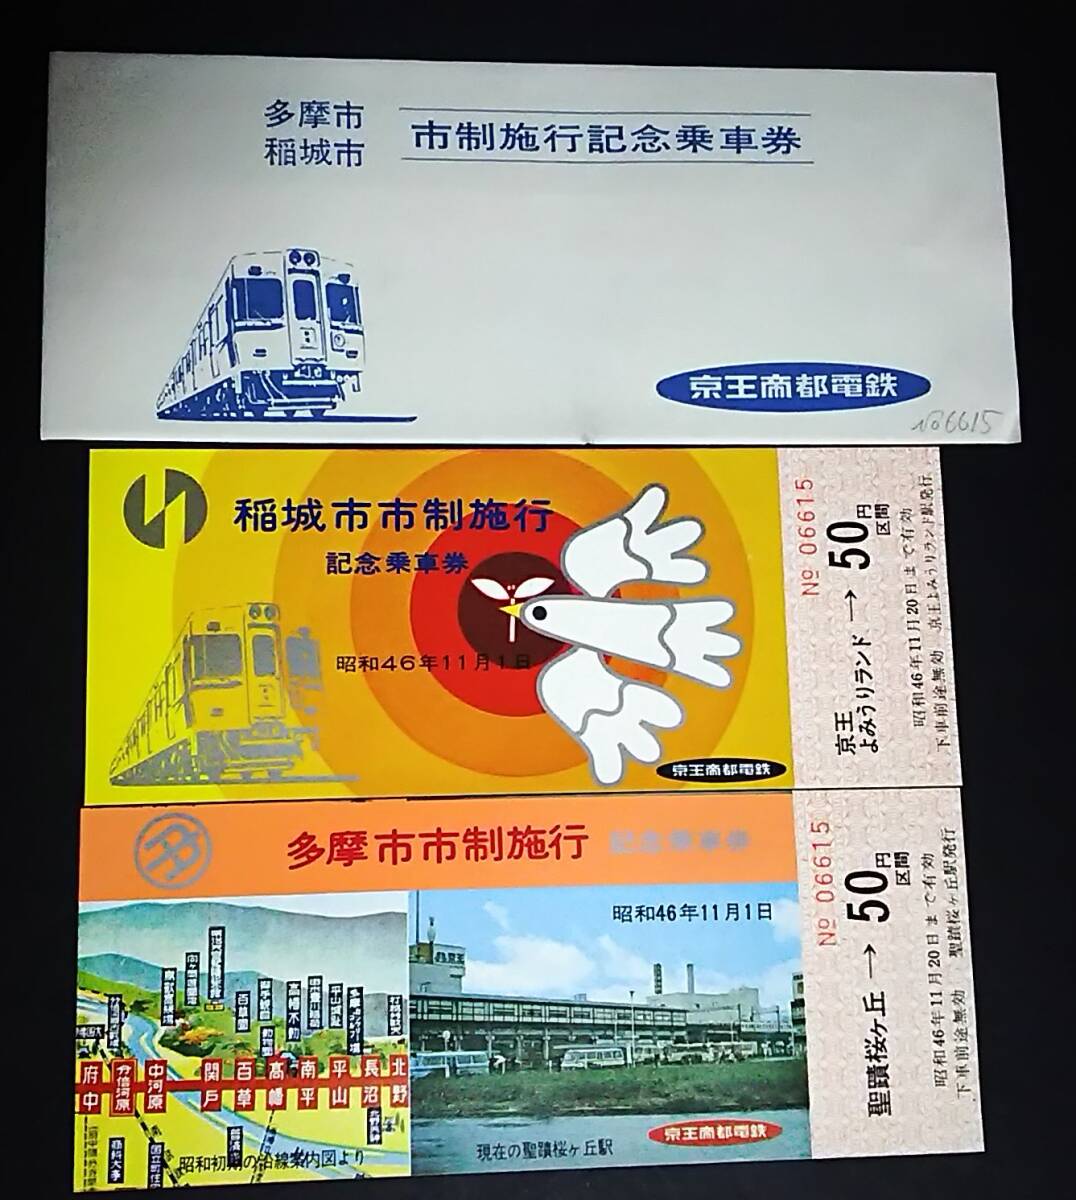 多摩市
稲城市
市制施行記念乗車券
京王帝都電鉄
No 6615
稲城市市制施行
記念乗車券
昭和46年11月1日
京王帝都電鉄
No 06615
京王
よみうりランド → 50円
区間
昭和46年11月20日まで有効
下車前途無効 京王よみうりランド駅発行
多摩市市制施行 記念乗車券
昭和46年11月1日
百草園
高幡不動
府中
中河原
関戸
百草
高幡
南平
平山
長沼
北野
昭和初期の沿線案内図より
現在の聖蹟桜ヶ丘駅
京王帝都電鉄
No 06615
聖蹟桜ヶ丘 → 50円
区間
昭和46年11月20日まで有効
下車前途無効 聖蹟桜ヶ丘駅発行